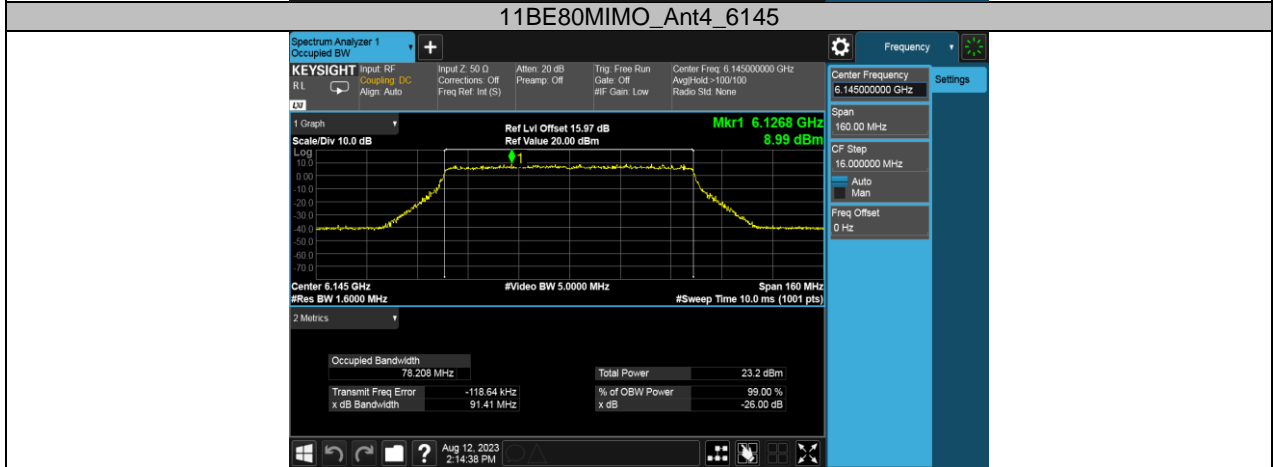 11BE80MIMO_Ant4_6145
Spectrum Analyzer 1
Occupied BW
+
Frequency
KEYSIGHT
RL
LXI
Input: RF
Coupling: DC
Align: Auto
Input Z: 50 Ω
Corrections: Off
Freq Ref: Int (S)
Atten: 20 dB
Preamp: Off
Trig: Free Run
Gate: Off
#IF Gain: Low
Center Freq: 6.145000000 GHz
Avg|Hold:>100/100
Radio Std: None
Center Frequency
6.145000000 GHz
Settings
Span
160.00 MHz
CF Step
16.000000 MHz
Auto
Man
Freq Offset
0 Hz
1 Graph
Scale/Div 10.0 dB
Ref Lvl Offset 15.97 dB
Ref Value 20.00 dBm
Mkr1 6.1268 GHz
8.99 dBm
Log
10.0
0.00
-10.0
-20.0
-30.0
-40.0
-50.0
-60.0
-70.0
1
Center 6.145 GHz
#Res BW 1.6000 MHz
#Video BW 5.0000 MHz
Span 160 MHz
#Sweep Time 10.0 ms (1001 pts)
2 Metrics
Occupied Bandwidth
78.208 MHz
Total Power 23.2 dBm
Transmit Freq Error -118.64 kHz
% of OBW Power 99.00 %
x dB Bandwidth 91.41 MHz
x dB -26.00 dB
?
Aug 12, 2023
2:14:38 PM